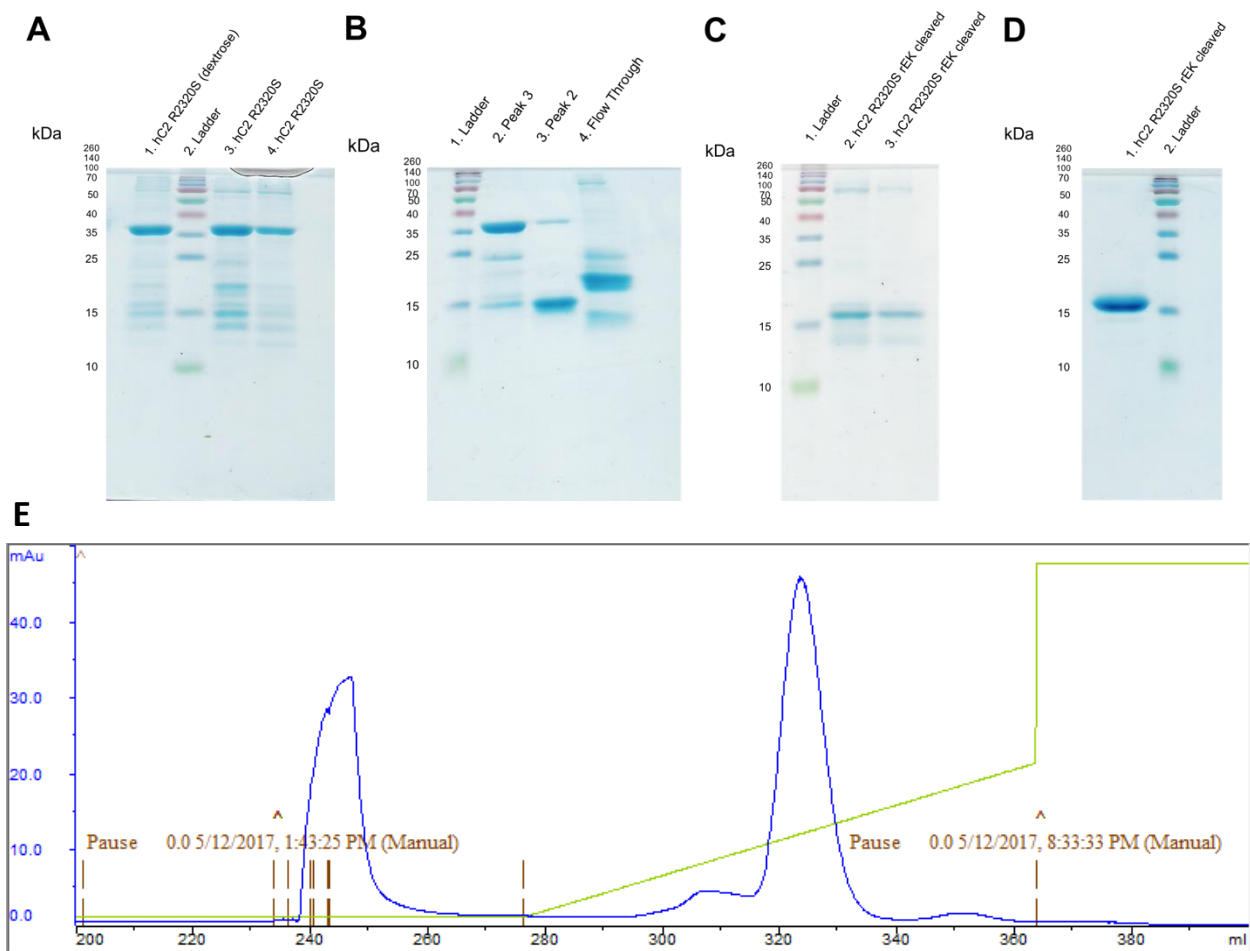 A
kDa
1. hC2 R2320S (dextrose)
2. Ladder
3. hC2 R2320S
4. hC2 R2320S
260
140
100
70
50
40
35
25
15
10
B
kDa
1. Ladder
2. Peak 3
3. Peak 2
4. Flow Through
260
140
100
70
50
40
35
25
15
10
C
kDa
1. Ladder
2. hC2 R2320S rEK cleaved
3. hC2 R2320S rEK cleaved
260
140
100
70
50
40
35
25
15
10
D
kDa
1. hC2 R2320S rEK cleaved
2. Ladder
260
140
100
70
50
40
35
25
15
10
E
mAu
40.0
30.0
20.0
10.0
0.0
Pause 0.0 5/12/2017, 1:43:25 PM (Manual)
Pause 0.0 5/12/2017, 8:33:33 PM (Manual)
200 220 240 260 280 300 320 340 360 380 ml